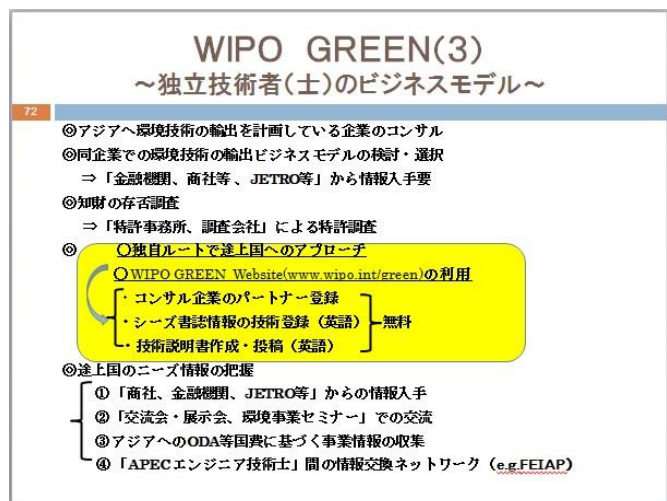 WIPO GREEN(3)
～独立技術者(士)のビジネスモデル～
72
◎アジアへ環境技術の輸出を計画している企業のコンサル
◎同企業での環境技術の輸出ビジネスモデルの検討・選択
⇒「金融機関、商社等、JETRO等」から情報入手要
◎知財の存否調査
⇒「特許事務所、調査会社」による特許調査
◎ 〇独自ルートで途上国へのアプローチ
〇WIPO GREEN Website(www.wipo.int/green)の利用
・コンサル企業のパートナー登録
・シーズ書誌情報の技術登録（英語） 無料
・技術説明書作成・投稿（英語）
◎途上国のニーズ情報の把握
①「商社、金融機関、JETRO等」からの情報入手
②「交流会・展示会、環境事業セミナー」での交流
③アジアへのODA等国費に基づく事業情報の収集
④「APECエンジニア技術士」間の情報交換ネットワーク（e.g.FEIAP）